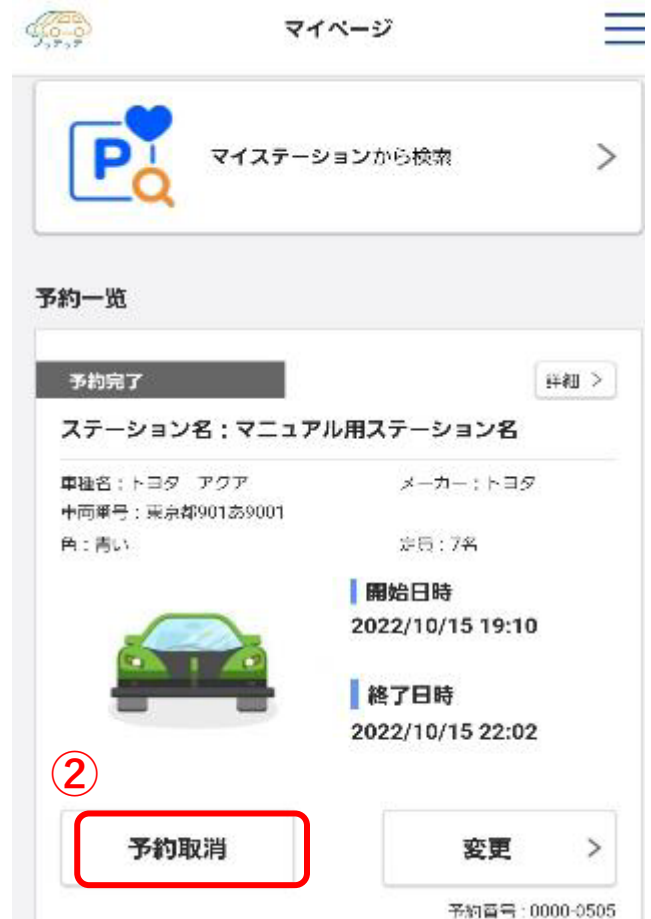 ノッテッテ
マイページ
P
マイステーションから検索
予約一覧
予約完了
詳細
ステーション名：マニュアル用ステーション名
車種名：トヨタ アクア
メーカー：トヨタ
車両番号：東京都901あ9001
色：青い
定員：7名
開始日時
2022/10/15 19:10
終了日時
2022/10/15 22:02
②
予約取消
変更
予約番号：0000-0505